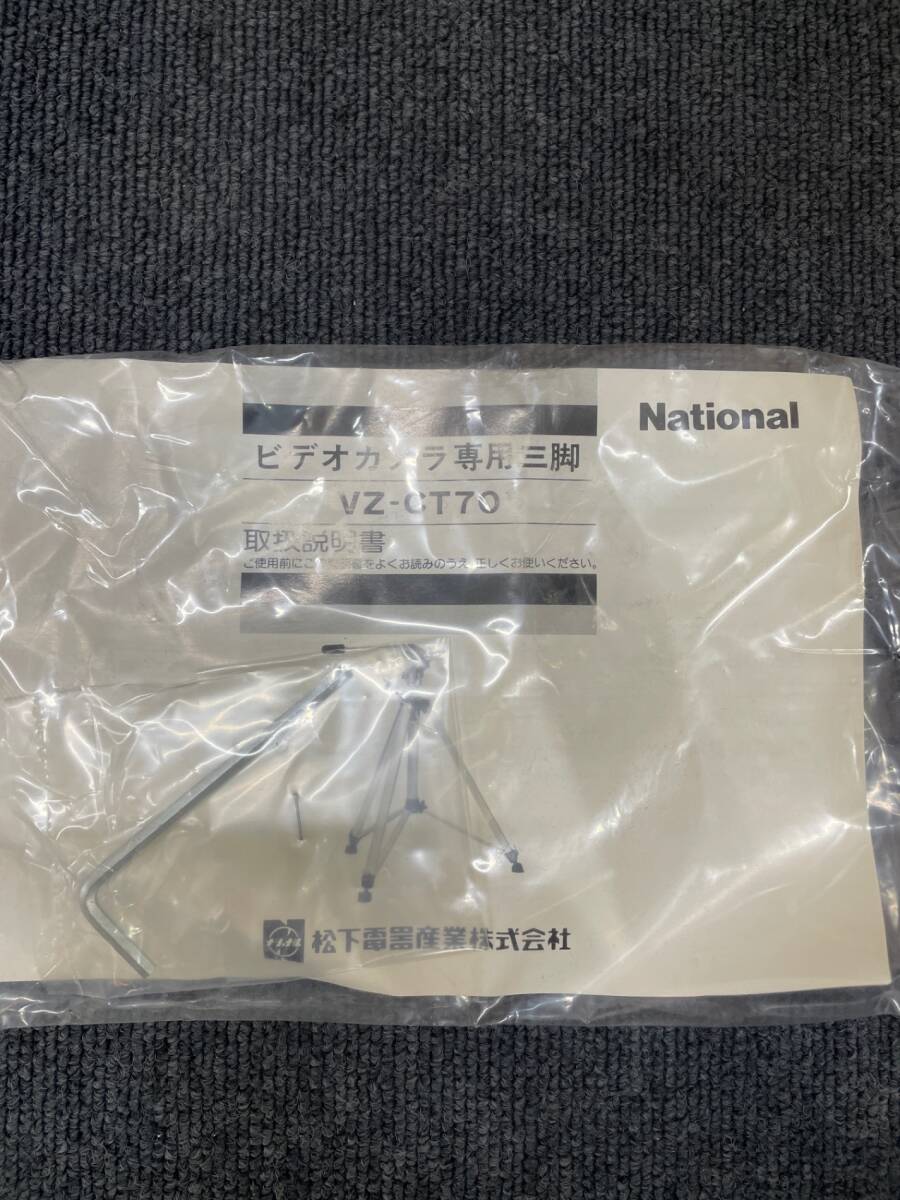 National
ビデオカメラ専用三脚
VZ-CT70
取扱説明書
ご使用前にこの説明書をよくお読みのうえ、正しくお使いください。
松下電器産業株式会社